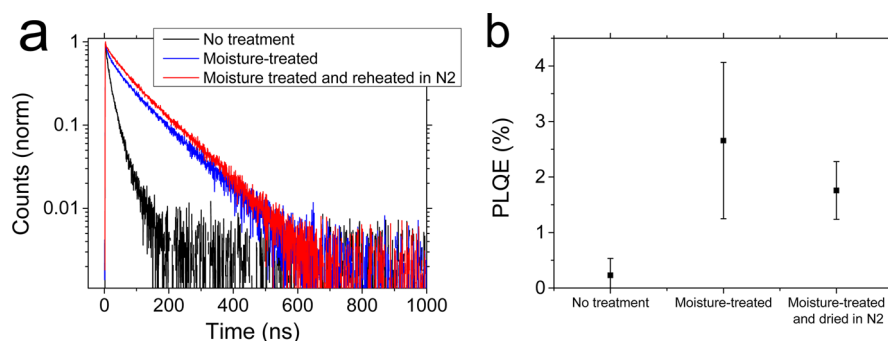 a
No treatment
Moisture-treated
Moisture treated and reheated in N2
1
0.1
0.01
Counts (norm)
0
200
400
600
800
1000
Time (ns)
b
4
3
2
1
0
PLQE (%)
No treatment
Moisture-treated
Moisture-treated
and dried in N2